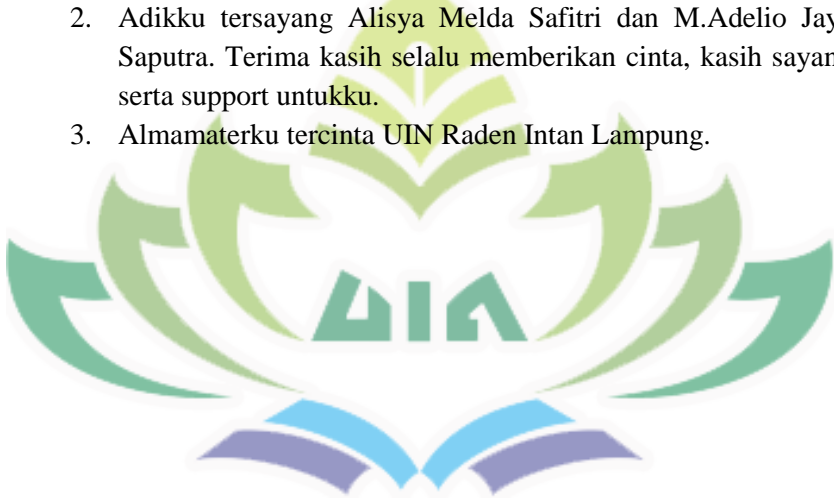 2. Adikku tersayang Alisya Melda Safitri dan M.Adelio Jay
Saputra. Terima kasih selalu memberikan cinta, kasih sayan
serta support untukku.
3. Almamaterku tercinta UIN Raden Intan Lampung.
UIN